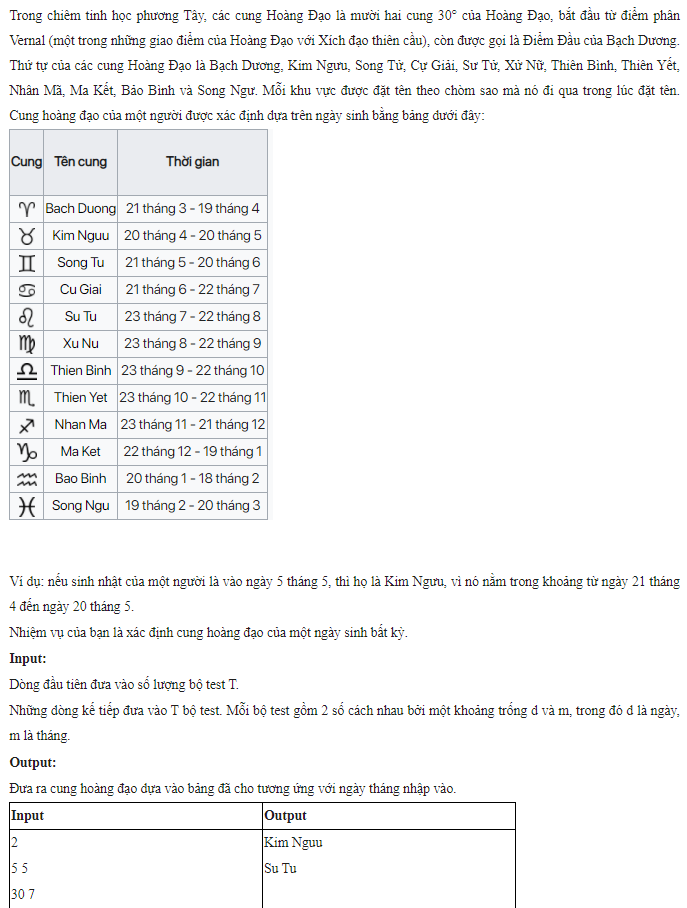 Trong chiêm tinh học phương Tây, các cung Hoàng Đạo là mười hai cung 30° của Hoàng Đạo, bắt đầu từ điểm phân
Vernal (một trong những giao điểm của Hoàng Đạo với Xích đạo thiên cầu), còn được gọi là Điểm Đầu của Bạch Dương.
Thứ tự của các cung Hoàng Đạo là Bạch Dương, Kim Ngưu, Song Tử, Cự Giải, Sư Tử, Xử Nữ, Thiên Bình, Thiên Yết,
Nhân Mã, Ma Kết, Bảo Bình và Song Ngư. Mỗi khu vực được đặt tên theo chòm sao mà nó đi qua trong lúc đặt tên.
Cung hoàng đạo của một người được xác định dựa trên ngày sinh bằng bảng dưới đây:
Cung Tên cung Thời gian
♈ Bach Duong 21 tháng 3 - 19 tháng 4
♉ Kim Nguu 20 tháng 4 - 20 tháng 5
♊ Song Tu 21 tháng 5 - 20 tháng 6
♋ Cu Giai 21 tháng 6 - 22 tháng 7
♌ Su Tu 23 tháng 7 - 22 tháng 8
♍ Xu Nu 23 tháng 8 - 22 tháng 9
♎ Thien Binh 23 tháng 9 - 22 tháng 10
♏ Thien Yet 23 tháng 10 - 22 tháng 11
♐ Nhan Ma 23 tháng 11 - 21 tháng 12
♑ Ma Ket 22 tháng 12 - 19 tháng 1
♒ Bao Binh 20 tháng 1 - 18 tháng 2
♓ Song Ngu 19 tháng 2 - 20 tháng 3
Ví dụ: nếu sinh nhật của một người là vào ngày 5 tháng 5, thì họ là Kim Ngưu, vì nó nằm trong khoảng từ ngày 21 tháng
4 đến ngày 20 tháng 5.
Nhiệm vụ của bạn là xác định cung hoàng đạo của một ngày sinh bất kỳ.
Input:
Dòng đầu tiên đưa vào số lượng bộ test T.
Những dòng kế tiếp đưa vào T bộ test. Mỗi bộ test gồm 2 số cách nhau bởi một khoảng trống d và m, trong đó d là ngày,
m là tháng.
Output:
Đưa ra cung hoàng đạo dựa vào bảng đã cho tương ứng với ngày tháng nhập vào.
Input Output
2 Kim Nguu
5 5 Su Tu
30 7